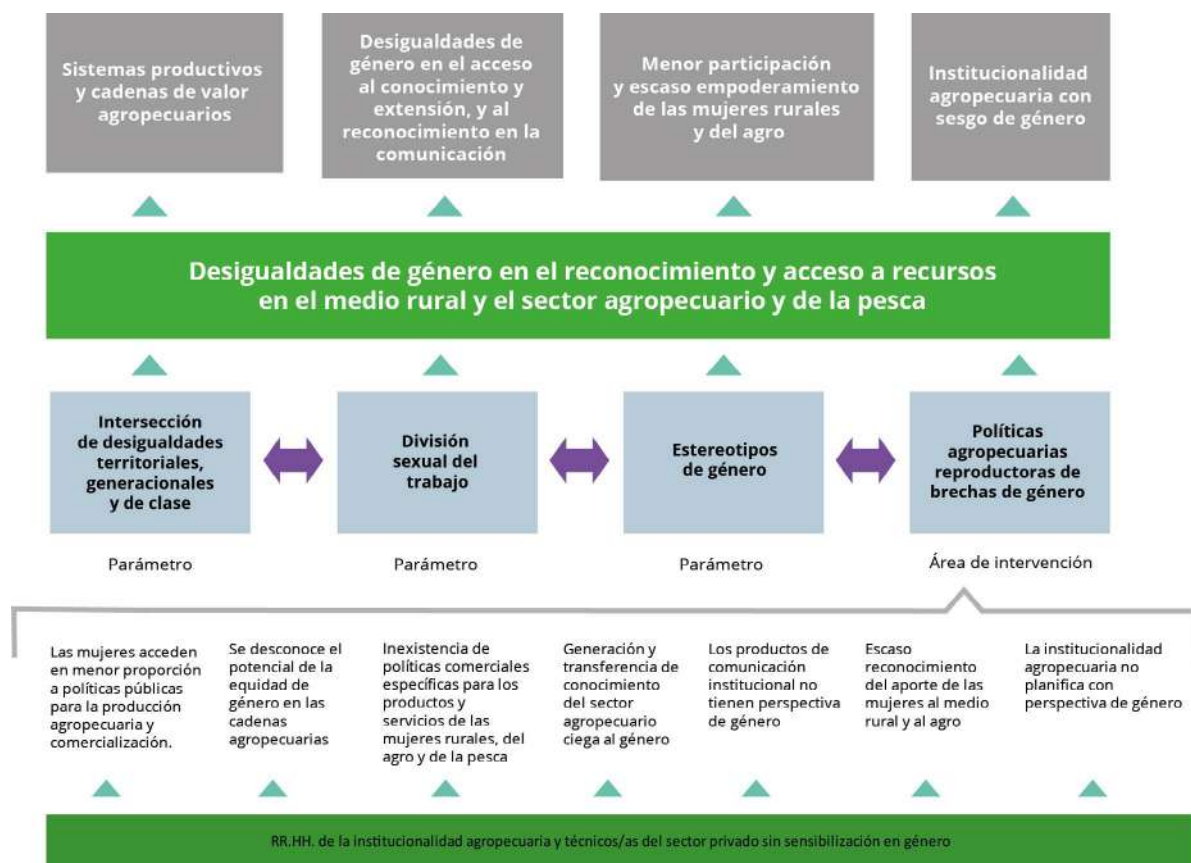 Sistemas productivos
y cadenas de valor
agropecuarios
Desigualdades de
género en el acceso
al conocimiento y
extensión, y al
reconocimiento en la
comunicación
Menor participación
y escaso empoderamiento
de las mujeres rurales
y del agro
Institucionalidad
agropecuaria con
sesgo de género
Desigualdades de género en el reconocimiento y acceso a recursos
en el medio rural y el sector agropecuario y de la pesca
Intersección
de desigualdades
territoriales,
generacionales
y de clase
División
sexual del
trabajo
Estereotipos
de género
Políticas
agropecuarias
reproductoras de
brechas de género
Parámetro
Parámetro
Parámetro
Área de intervención
Las mujeres acceden
en menor proporción
a políticas públicas
para la producción
agropecuaria y
comercialización.
Se desconoce el
potencial de la
equidad de
género en las
cadenas
agropecuarias
Inexistencia de
políticas comerciales
específicas para los
productos y
servicios de las
mujeres rurales, del
agro y de la pesca
Generación y
transferencia de
conocimiento
del sector
agropecuario
ciega al género
Los productos de
comunicación
institucional no
tienen perspectiva
de género
Escaso
reconocimiento
del aporte de las
mujeres al medio
rural y al agro
La institucionalidad
agropecuaria no
planifica con
perspectiva de género
RR.HH. de la institucionalidad agropecuaria y técnicos/as del sector privado sin sensibilización en género